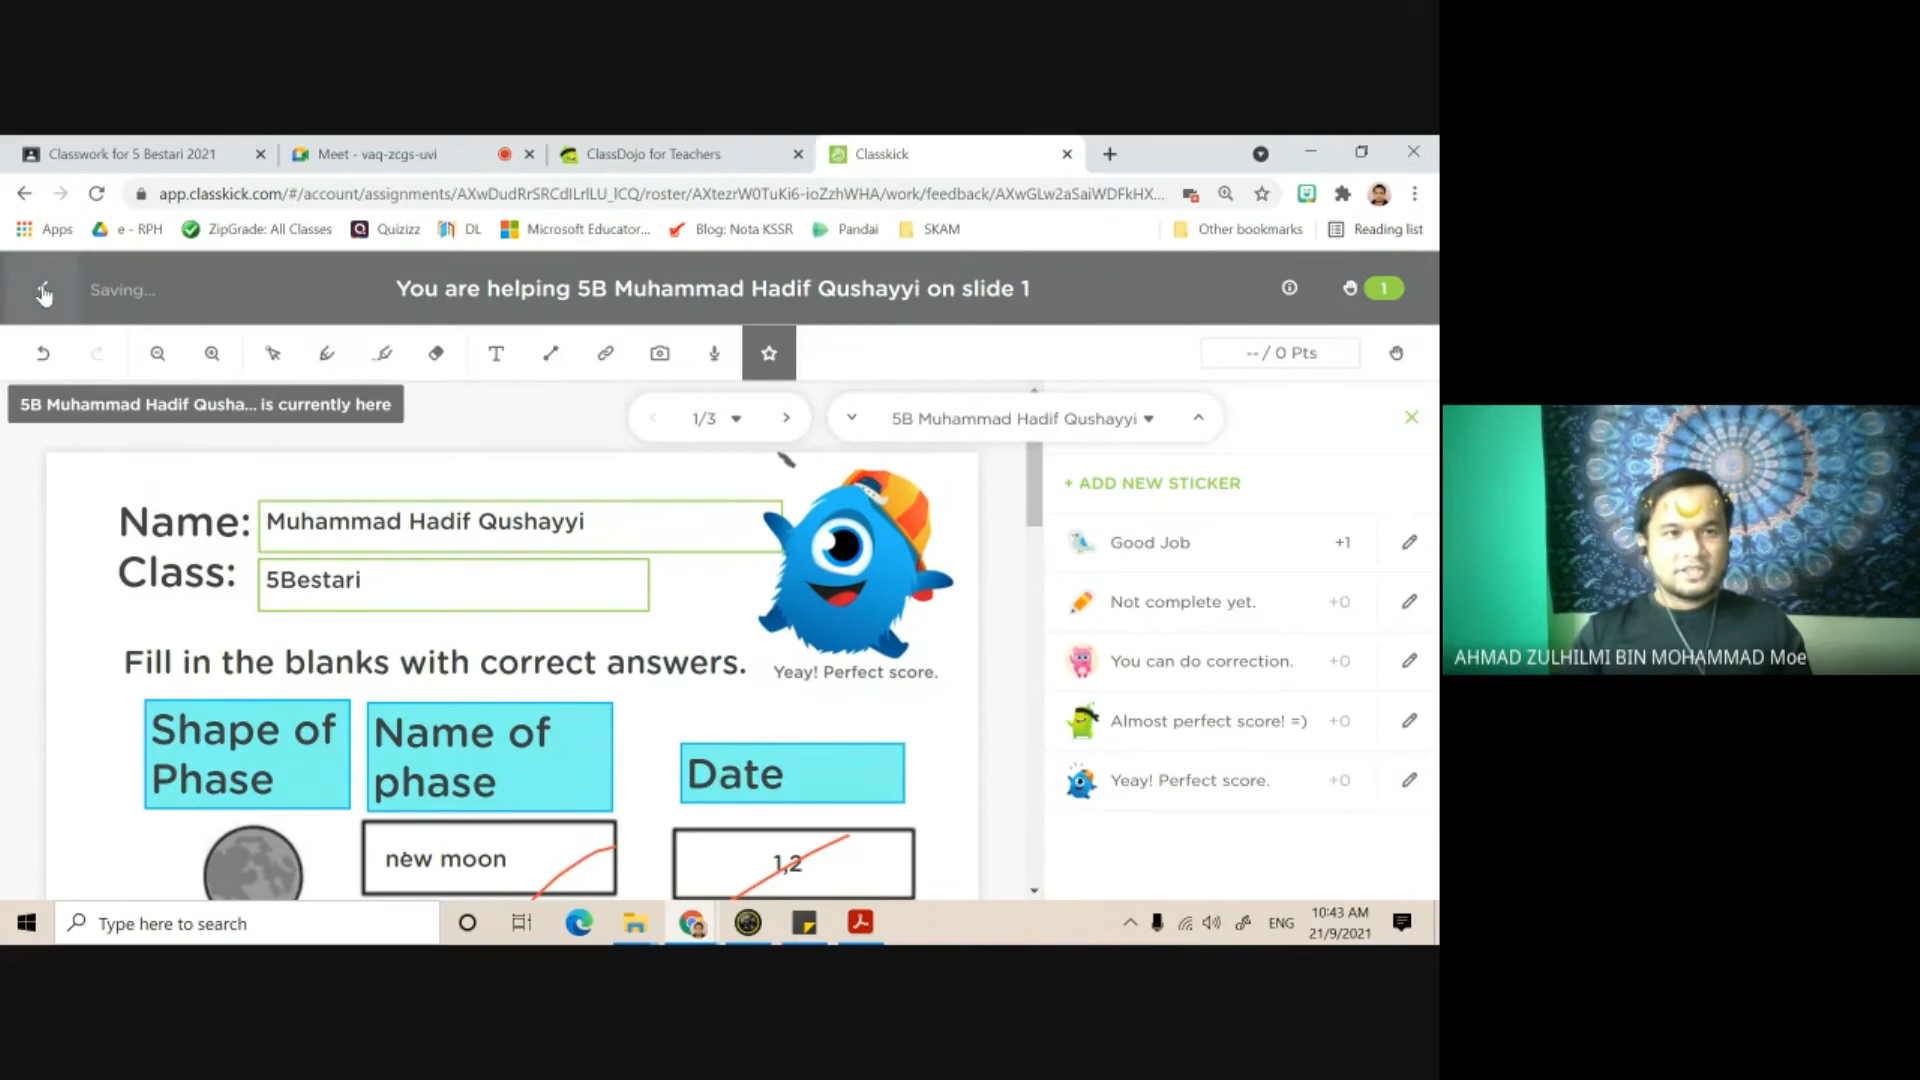 Classwork for 5 Bestari 2021
Meet - vaq-zcgs-uvi
ClassDojo for Teachers
Classkick
app.classkick.com/#/account/assignments/AXwDudRrSRCdlLrlLU_lCQ/roster/AXtezrW0TuKi6-ioZzhWHA/work/feedback/AXwGLw2aSaiWDFkHX...
Apps
e - RPH
ZipGrade: All Classes
Quizizz
DL
Microsoft Educator...
Blog: Nota KSSR
Pandai
SKAM
Other bookmarks
Reading list
Saving...
You are helping 5B Muhammad Hadif Qushayyi on slide 1
1
-- / 0 Pts
5B Muhammad Hadif Qusha... is currently here
1/3
5B Muhammad Hadif Qushayyi
Name: Muhammad Hadif Qushayyi
Class: 5Bestari
Fill in the blanks with correct answers.
Yeay! Perfect score.
Shape of
Phase
Name of
phase
Date
new moon
1,2
+ ADD NEW STICKER
Good Job +1
Not complete yet. +0
You can do correction. +0
Almost perfect score! =) +0
Yeay! Perfect score. +0
AHMAD ZULHILMI BIN MOHAMMAD Moe
Type here to search
ENG
10:43 AM
21/9/2021